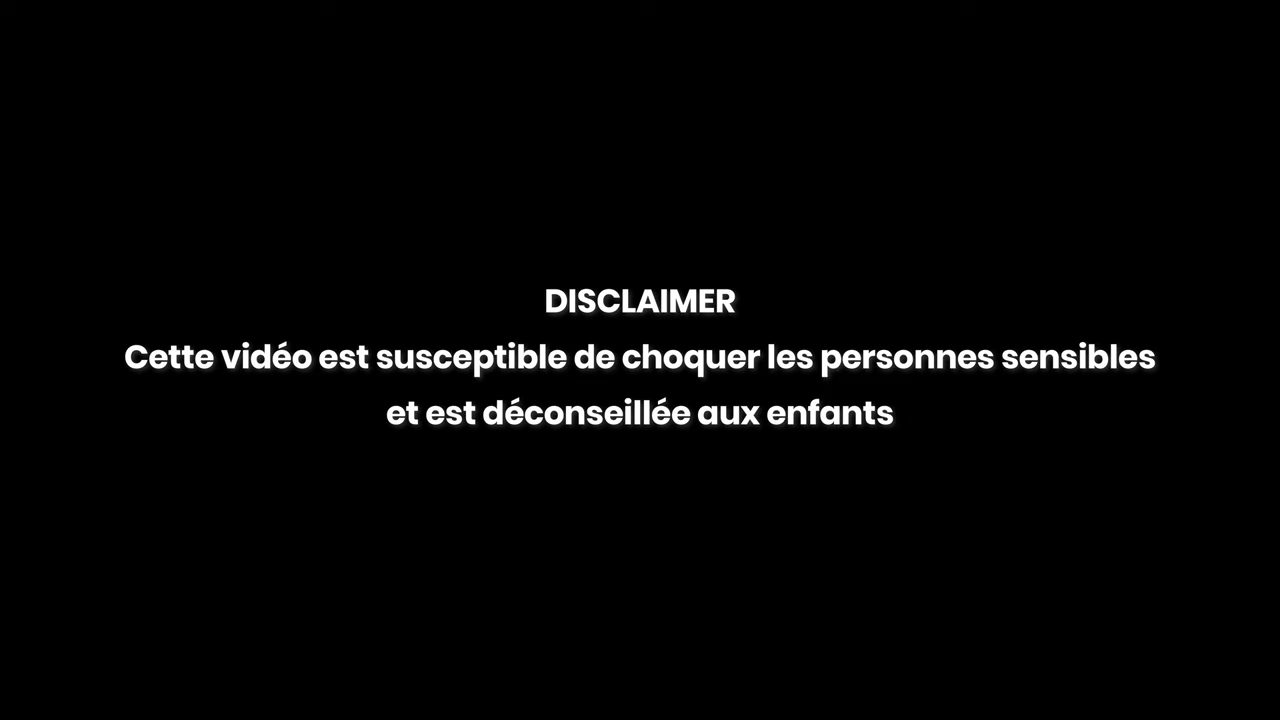 DISCLAIMER
Cette vidéo est susceptible de choquer les personnes sensibles
et est déconseillée aux enfants